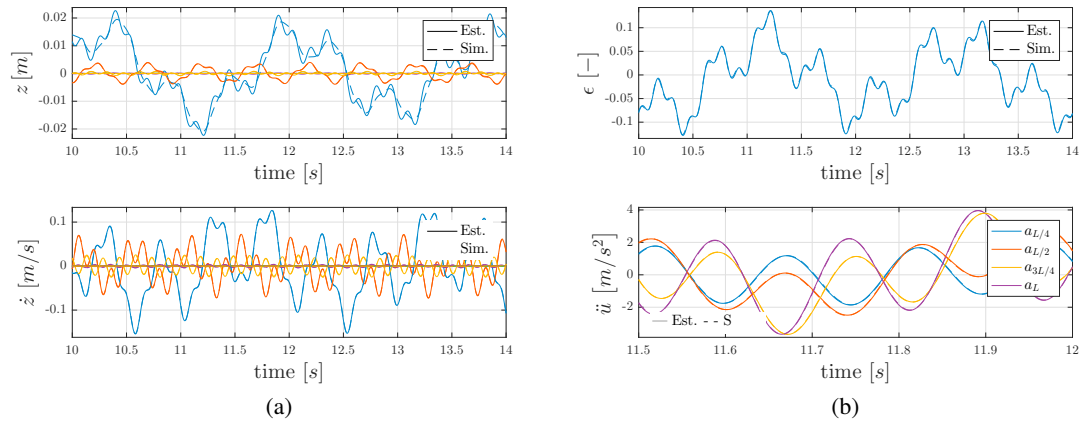 0.02
0.01
0
-0.01
-0.02
z [m]
Est.
Sim.
10 10.5 11 11.5 12 12.5 13 13.5 14
time [s]
0.1
0
-0.1
ż [m/s]
Est.
Sim.
10 10.5 11 11.5 12 12.5 13 13.5 14
time [s]
(a)
0.1
0.05
0
-0.05
-0.1
ϵ [−]
Est.
Sim.
10 10.5 11 11.5 12 12.5 13 13.5 14
time [s]
4
2
0
-2
ü [m/s²]
a_{L/4}
a_{L/2}
a_{3L/4}
a_L
Est. S
11.5 11.6 11.7 11.8 11.9 12
time [s]
(b)